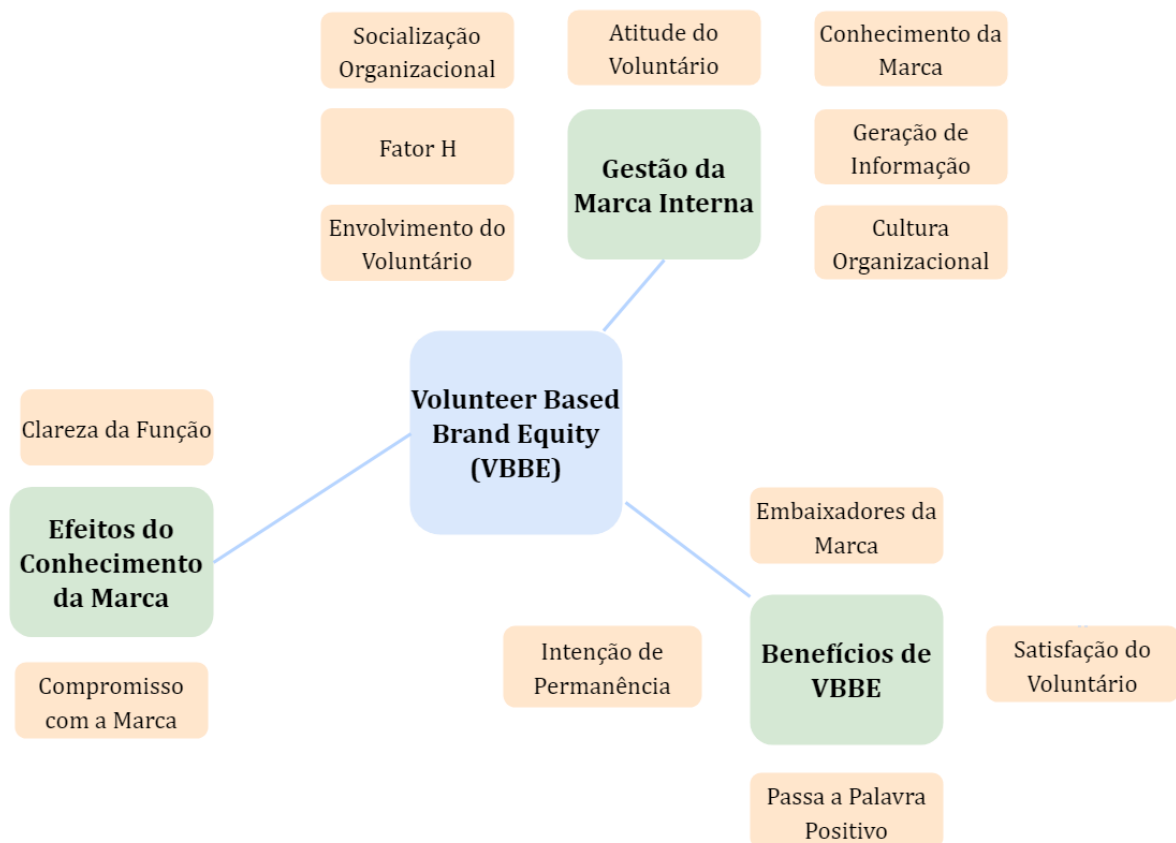 Socialização
Organizacional
Atitude do
Voluntário
Conhecimento da
Marca
Fator H
Gestão da
Marca Interna
Geração de
Informação
Envolvimento do
Voluntário
Cultura
Organizacional
Volunteer Based
Brand Equity
(VBBE)
Clareza da Função
Efeitos do
Conhecimento
da Marca
Compromisso
com a Marca
Embaixadores da
Marca
Intenção de
Permanência
Benefícios de
VBBE
Satisfação do
Voluntário
Passa a Palavra
Positivo